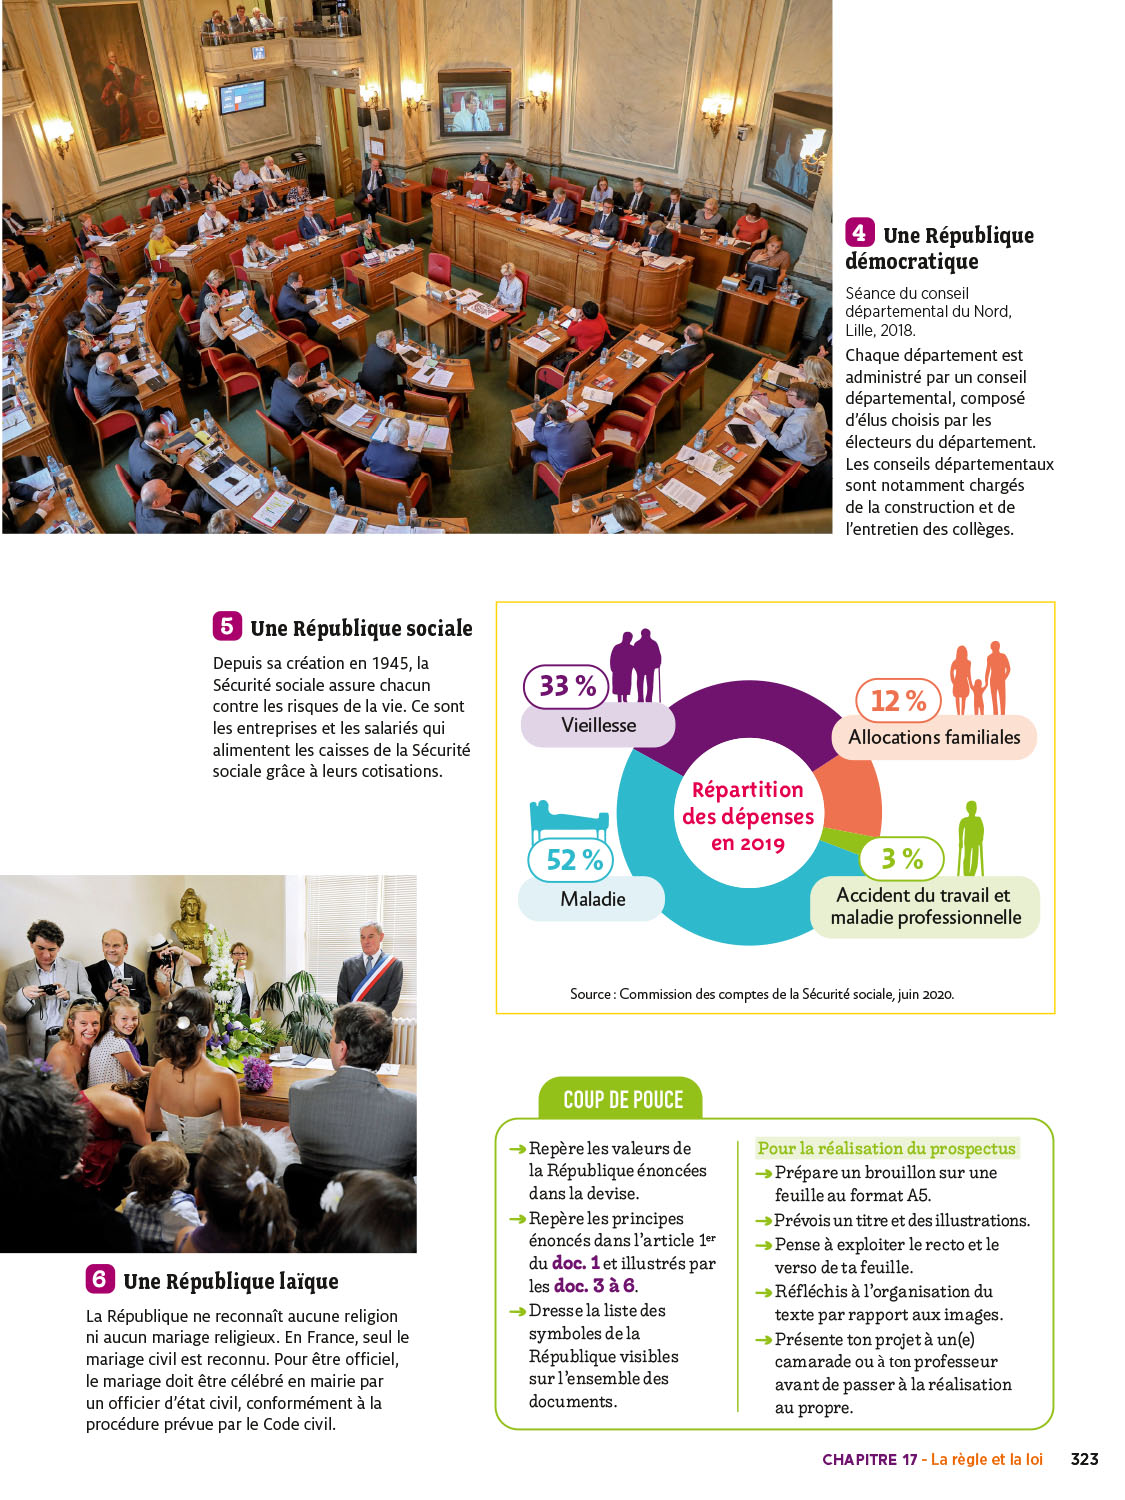 4 Une République
démocratique
Séance du conseil
départemental du Nord,
Lille, 2018.
Chaque département est
administré par un conseil
départemental, composé
d'élus choisis par les
électeurs du département.
Les conseils départementaux
sont notamment chargés
de la construction et de
l'entretien des collèges.
5 Une République sociale
Depuis sa création en 1945, la
Sécurité sociale assure chacun
contre les risques de la vie. Ce sont
les entreprises et les salariés qui
alimentent les caisses de la Sécurité
sociale grâce à leurs cotisations.
33 %
Vieillesse
12 %
Allocations familiales
Répartition
des dépenses
en 2019
52 %
Maladie
3 %
Accident du travail et
maladie professionnelle
Source : Commission des comptes de la Sécurité sociale, juin 2020.
6 Une République laïque
La République ne reconnaît aucune religion
ni aucun mariage religieux. En France, seul le
mariage civil est reconnu. Pour être officiel,
le mariage doit être célébré en mairie par
un officier d'état civil, conformément à la
procédure prévue par le Code civil.
COUP DE POUCE
➞ Repère les valeurs de
la République énoncées
dans la devise.
➞ Repère les principes
énoncés dans l'article 1er
du doc. 1 et illustrés par
les doc. 3 à 6.
➞ Dresse la liste des
symboles de la
République visibles
sur l'ensemble des
documents.
Pour la réalisation du prospectus
➞ Prépare un brouillon sur une
feuille au format A5.
➞ Prévois un titre et des illustrations.
➞ Pense à exploiter le recto et le
verso de ta feuille.
➞ Réfléchis à l'organisation du
texte par rapport aux images.
➞ Présente ton projet à un(e)
camarade ou à ton professeur
avant de passer à la réalisation
au propre.
CHAPITRE 17 - La règle et la loi 323